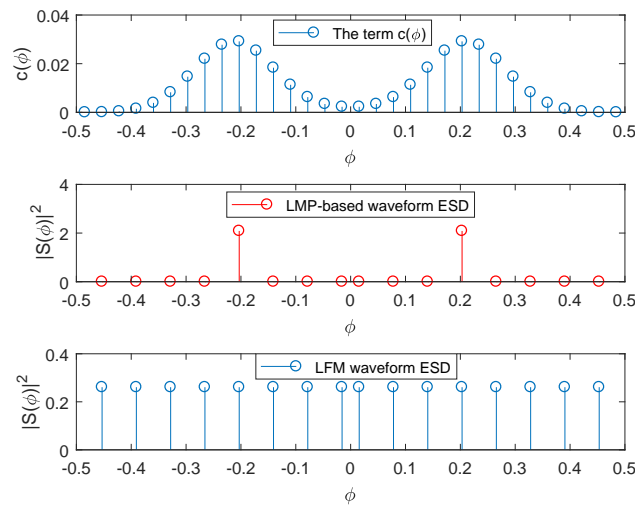 c(ϕ)
0.04
0.02
0
The term c(ϕ)
-0.5 -0.4 -0.3 -0.2 -0.1 0 0.1 0.2 0.3 0.4 0.5
ϕ
|S(ϕ)|²
4
2
0
LMP-based waveform ESD
-0.5 -0.4 -0.3 -0.2 -0.1 0 0.1 0.2 0.3 0.4 0.5
ϕ
|S(ϕ)|²
0.4
0.2
0
LFM waveform ESD
-0.5 -0.4 -0.3 -0.2 -0.1 0 0.1 0.2 0.3 0.4 0.5
ϕ